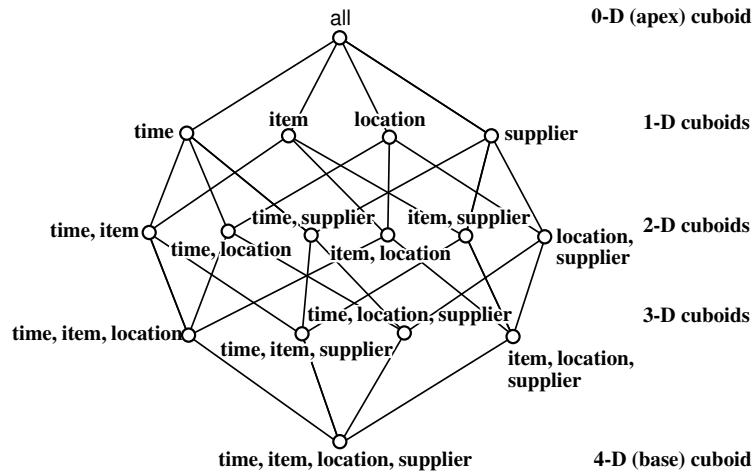 all
0-D (apex) cuboid
time
item
location
supplier
1-D cuboids
time, item
time, location
time, supplier
item, location
item, supplier
location,
supplier
2-D cuboids
time, item, location
time, item, supplier
time, location, supplier
item, location,
supplier
3-D cuboids
time, item, location, supplier
4-D (base) cuboid